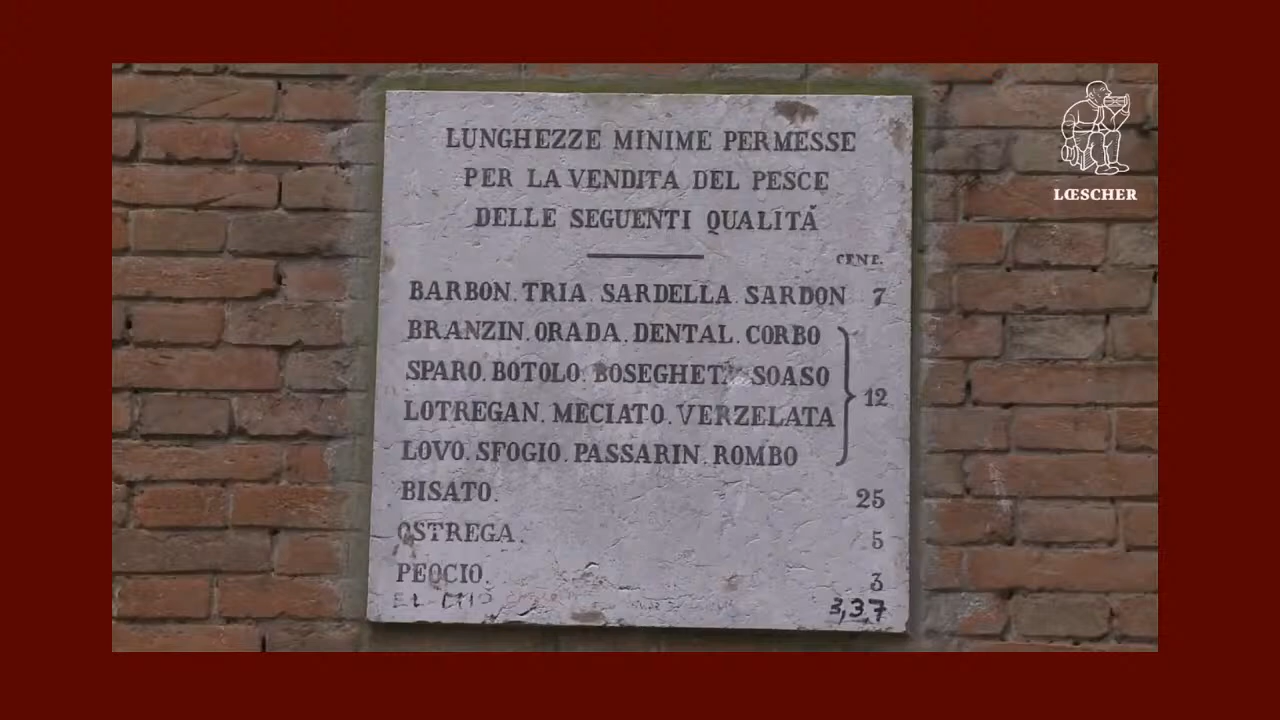 LUNGHEZZE MINIME PERMESSE
PER LA VENDITA DEL PESCE
DELLE SEGUENTI QUALITÁ
CENT.
BARBON. TRIA. SARDELLA. SARDON 7
BRANZIN. ORADA. DENTAL. CORBO
SPARO. BOTOLO. SOASO
LOTREGAN. MECIATO. VERZELATA
12
LOVO. SFOGIO. PASSARIN. ROMBO
BISATO. 25
OSTREGA. 5
PEOCIO. 3
EL 3,37
LŒSCHER